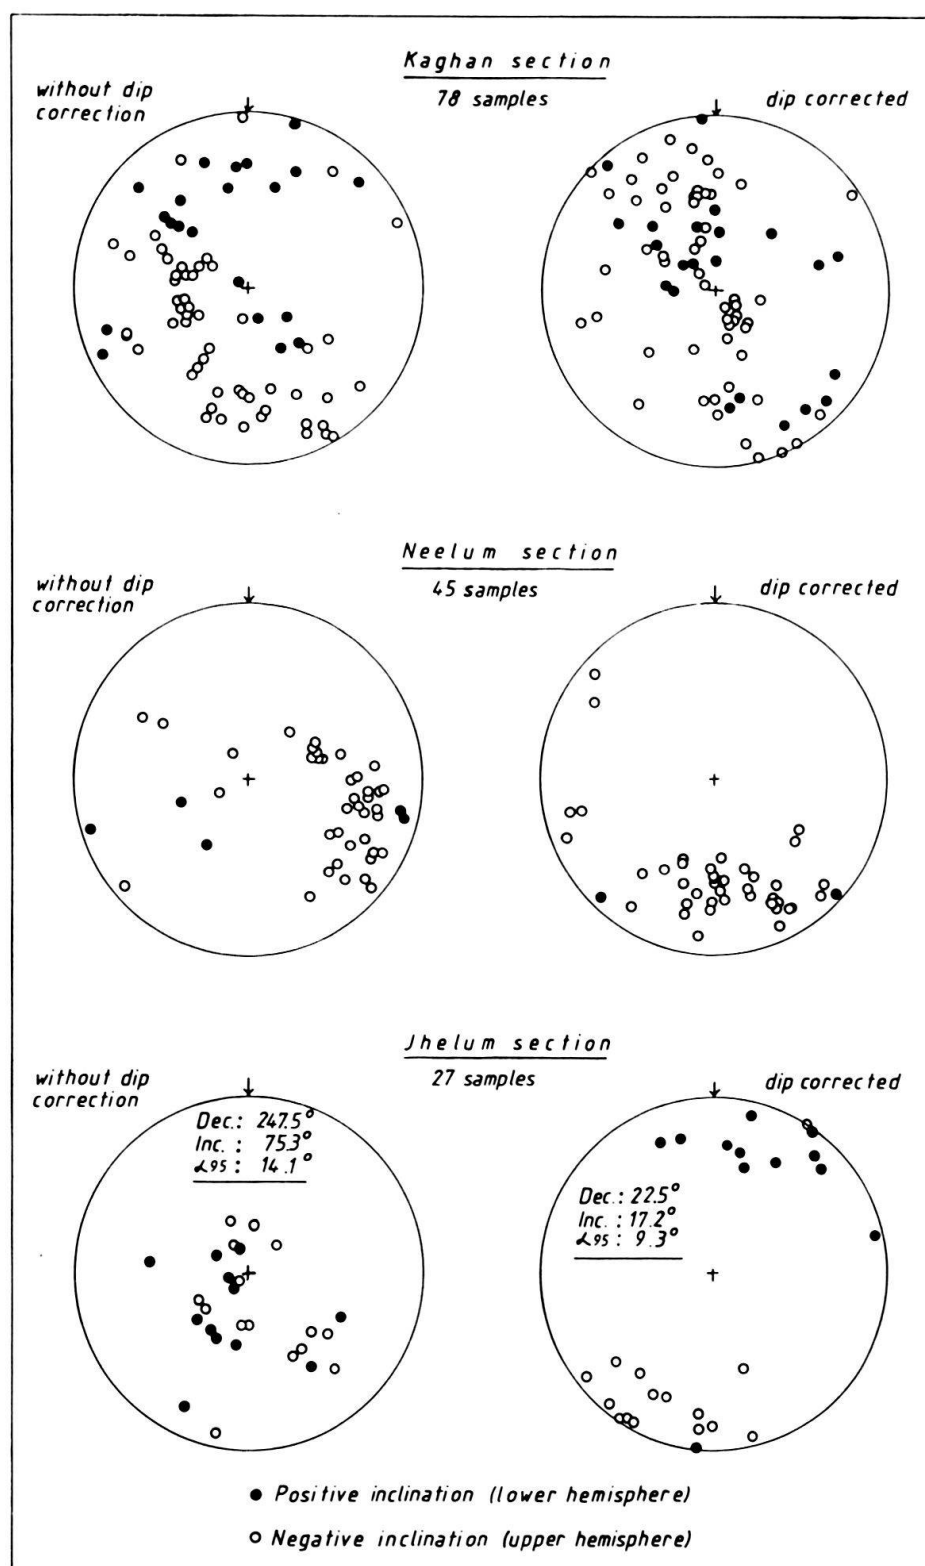 Kaghan section
78 samples
without dip
correction
dip corrected
Neelum section
45 samples
without dip
correction
dip corrected
Jhelum section
27 samples
without dip
correction
dip corrected
Dec.: 247.5°
Inc. : 75.3°
α95 : 14.1°
Dec.: 22.5°
Inc. : 17.2°
α95 : 9.3°
● Positive inclination (lower hemisphere)
○ Negative inclination (upper hemisphere)